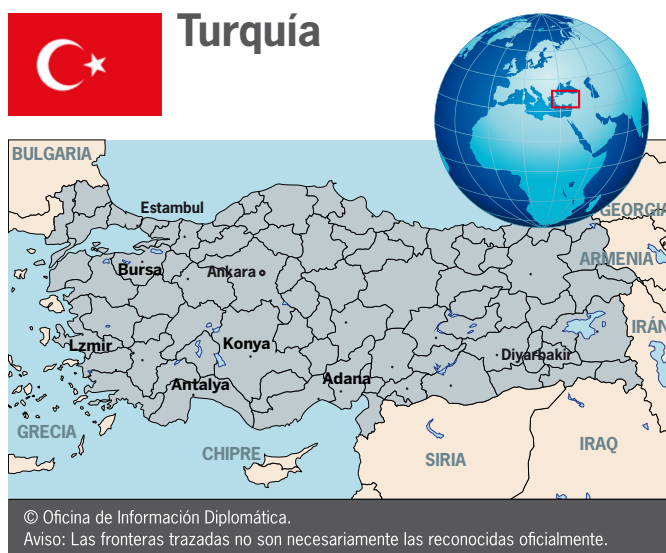 Turquía
BULGARIA
Estambul
GEORGIA
ARMENIA
Bursa
Ankara
IRÁN
Lzmir
Konya
Diyarbakir
Antalya
Adana
GRECIA
CHIPRE
SIRIA
IRAQ
© Oficina de Información Diplomática.
Aviso: Las fronteras trazadas no son necesariamente las reconocidas oficialmente.